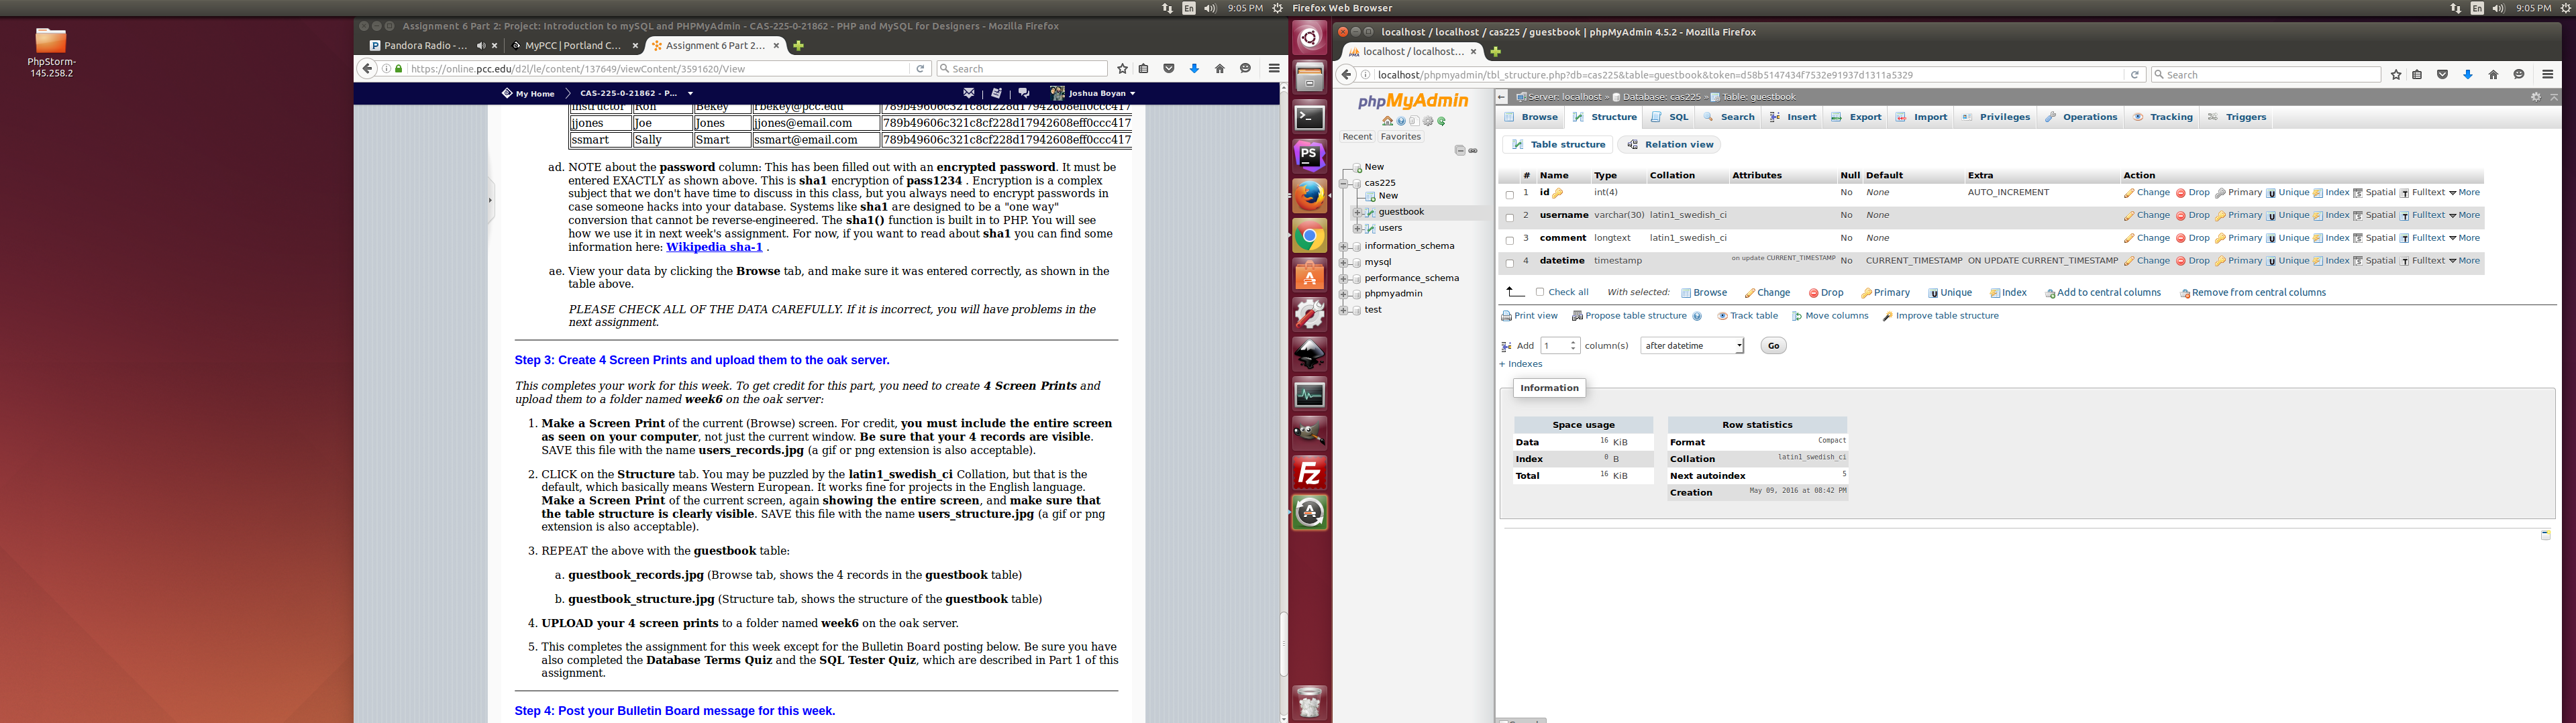 En 9:05 PM Firefox Web Browser
En 9:05 PM
PhpStorm-
145.258.2
Assignment 6 Part 2: Project: Introduction to mySQL and PHPMyAdmin - CAS-225-0-21862 - PHP and MySQL for Designers - Mozilla Firefox
Pandora Radio - ... MyPCC | Portland C... Assignment 6 Part 2...
https://online.pcc.edu/d2l/le/content/137649/viewContent/3591620/View
Search
My Home CAS-225-0-21862 - P... Joshua Boyan
instructor Ron Bekey rbekey@pcc.edu 789b49606c321c8cf228d17942608eff0ccc417
jjones Joe Jones jjones@email.com 789b49606c321c8cf228d17942608eff0ccc417
ssmart Sally Smart ssmart@email.com 789b49606c321c8cf228d17942608eff0ccc417
ad. NOTE about the password column: This has been filled out with an encrypted password. It must be
entered EXACTLY as shown above. This is sha1 encryption of pass1234 . Encryption is a complex
subject that we don't have time to discuss in this class, but you always need to encrypt passwords in
case someone hacks into your database. Systems like sha1 are designed to be a "one way"
conversion that cannot be reverse-engineered. The sha1() function is built in to PHP. You will see
how we use it in next week's assignment. For now, if you want to read about sha1 you can find some
information here: Wikipedia sha-1 .
ae. View your data by clicking the Browse tab, and make sure it was entered correctly, as shown in the
table above.
PLEASE CHECK ALL OF THE DATA CAREFULLY. If it is incorrect, you will have problems in the
next assignment.
Step 3: Create 4 Screen Prints and upload them to the oak server.
This completes your work for this week. To get credit for this part, you need to create 4 Screen Prints and
upload them to a folder named week6 on the oak server:
1. Make a Screen Print of the current (Browse) screen. For credit, you must include the entire screen
as seen on your computer, not just the current window. Be sure that your 4 records are visible.
SAVE this file with the name users_records.jpg (a gif or png extension is also acceptable).
2. CLICK on the Structure tab. You may be puzzled by the latin1_swedish_ci Collation, but that is the
default, which basically means Western European. It works fine for projects in the English language.
Make a Screen Print of the current screen, again showing the entire screen, and make sure that
the table structure is clearly visible. SAVE this file with the name users_structure.jpg (a gif or png
extension is also acceptable).
3. REPEAT the above with the guestbook table:
a. guestbook_records.jpg (Browse tab, shows the 4 records in the guestbook table)
b. guestbook_structure.jpg (Structure tab, shows the structure of the guestbook table)
4. UPLOAD your 4 screen prints to a folder named week6 on the oak server.
5. This completes the assignment for this week except for the Bulletin Board posting below. Be sure you have
also completed the Database Terms Quiz and the SQL Tester Quiz, which are described in Part 1 of this
assignment.
Step 4: Post your Bulletin Board message for this week.
PS
Fz
localhost / localhost / cas225 / guestbook | phpMyAdmin 4.5.2 - Mozilla Firefox
localhost / localhost...
localhost/phpmyadmin/tbl_structure.php?db=cas225&table=guestbook&token=d58b5147434f7532e91937d1311a5329
Search
phpMyAdmin
Recent Favorites
New
cas225
New
guestbook
users
information_schema
mysql
performance_schema
phpmyadmin
test
Server: localhost » Database: cas225 » Table: guestbook
Browse Structure SQL Search Insert Export Import Privileges Operations Tracking Triggers
Table structure Relation view
# Name Type Collation Attributes Null Default Extra Action
1 id int(4) No None AUTO_INCREMENT Change Drop Primary Unique Index Spatial Fulltext More
2 username varchar(30) latin1_swedish_ci No None Change Drop Primary Unique Index Spatial Fulltext More
3 comment longtext latin1_swedish_ci No None Change Drop Primary Unique Index Spatial Fulltext More
4 datetime timestamp on update CURRENT_TIMESTAMP No CURRENT_TIMESTAMP ON UPDATE CURRENT_TIMESTAMP Change Drop Primary Unique Index Spatial Fulltext More
Check all With selected: Browse Change Drop Primary Unique Index Add to central columns Remove from central columns
Print view Propose table structure Track table Move columns Improve table structure
Add 1 column(s) after datetime Go
+ Indexes
Information
Space usage
Data 16 KiB
Index 0 B
Total 16 KiB
Row statistics
Format Compact
Collation latin1_swedish_ci
Next autoindex 5
Creation May 09, 2016 at 08:42 PM